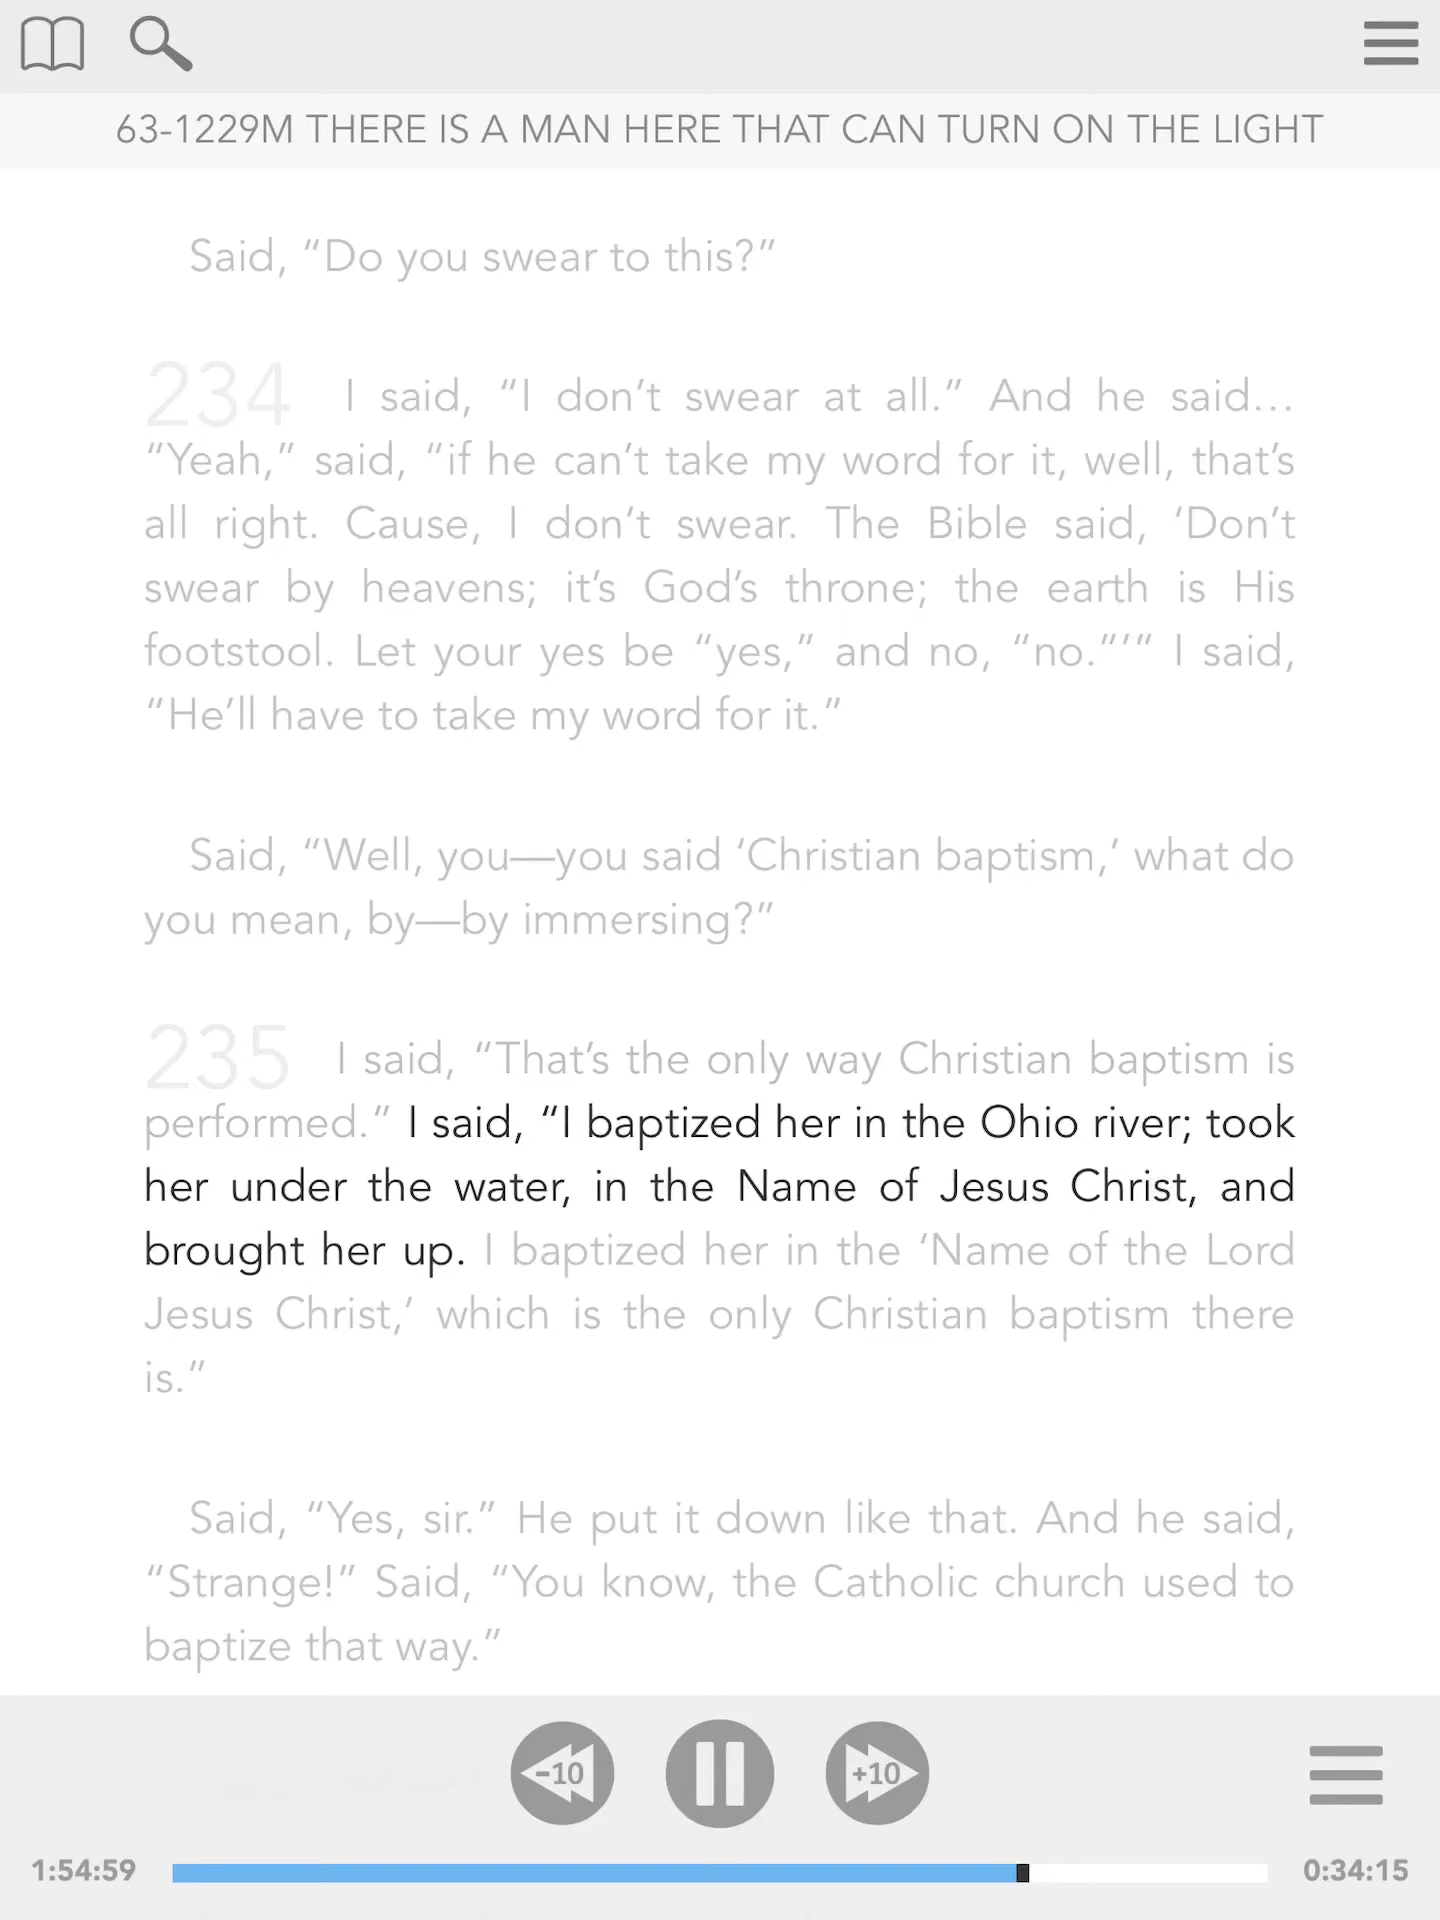 63-1229M THERE IS A MAN HERE THAT CAN TURN ON THE LIGHT
Said, “Do you swear to this?”
234 I said, “I don’t swear at all.” And he said…
“Yeah,” said, “if he can’t take my word for it, well, that’s
all right. Cause, I don’t swear. The Bible said, ‘Don’t
swear by heavens; it’s God’s throne; the earth is His
footstool. Let your yes be “yes,” and no, “no.”’” I said,
“He’ll have to take my word for it.”
Said, “Well, you—you said ‘Christian baptism,’ what do
you mean, by—by immersing?”
235 I said, “That’s the only way Christian baptism is
performed.” I said, “I baptized her in the Ohio river; took
her under the water, in the Name of Jesus Christ, and
brought her up. I baptized her in the ‘Name of the Lord
Jesus Christ,’ which is the only Christian baptism there
is.”
Said, “Yes, sir.” He put it down like that. And he said,
“Strange!” Said, “You know, the Catholic church used to
baptize that way.”
-10 +10
1:54:59 0:34:15